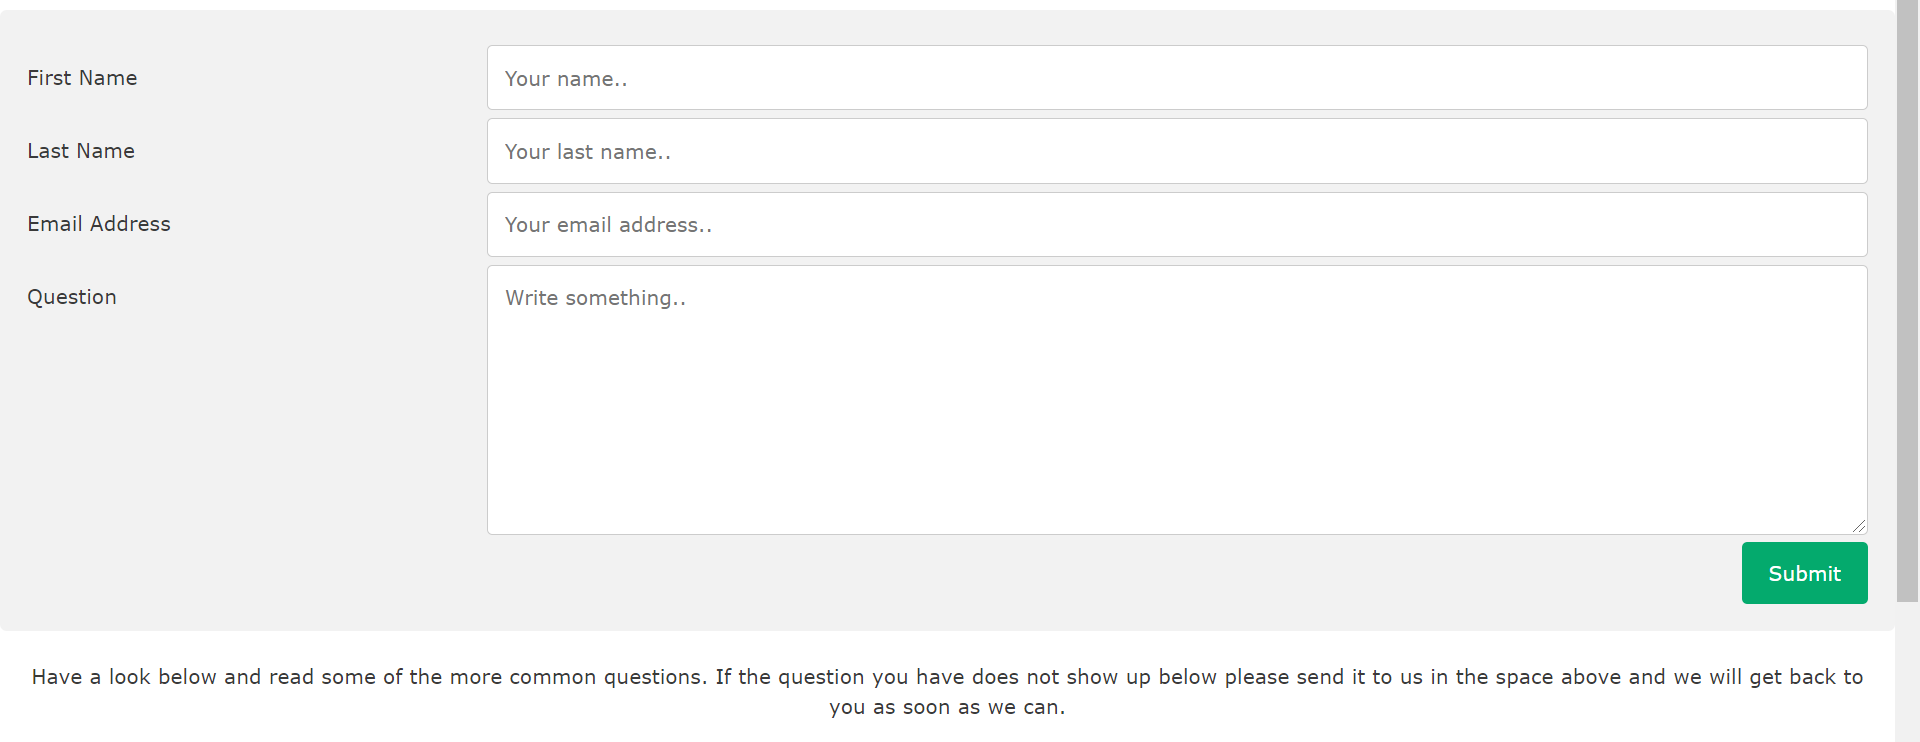 First Name
Your name..
Last Name
Your last name..
Email Address
Your email address..
Question
Write something..
Submit
Have a look below and read some of the more common questions. If the question you have does not show up below please send it to us in the space above and we will get back to
you as soon as we can.